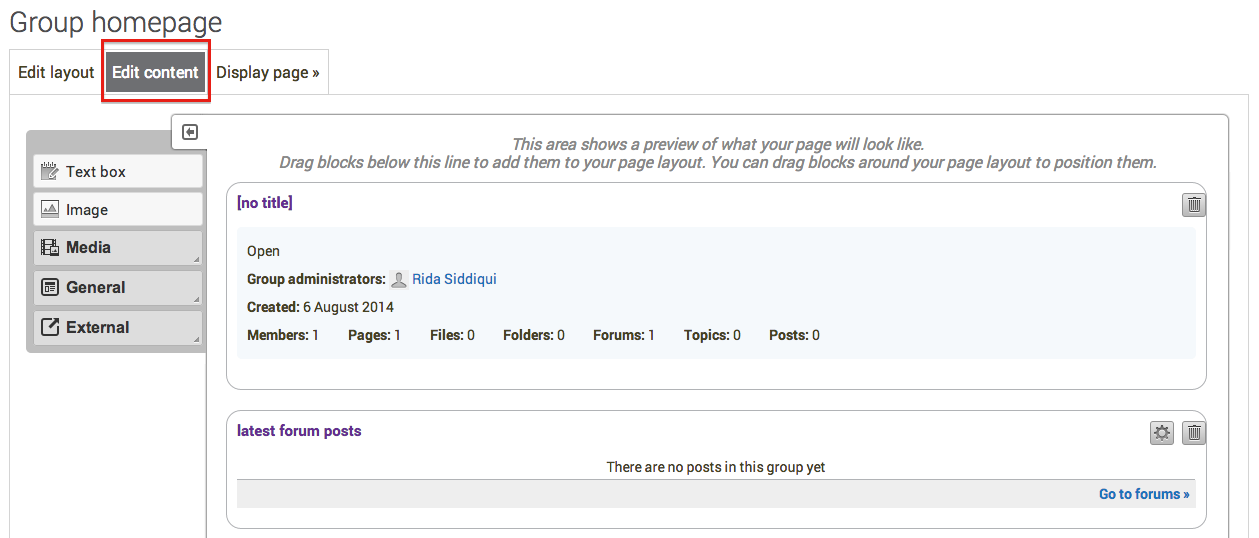 Group homepage
Edit layout Edit content Display page »
This area shows a preview of what your page will look like.
Drag blocks below this line to add them to your page layout. You can drag blocks around your page layout to position them.
Text box
Image
Media
General
External
[no title]
Open
Group administrators: Rida Siddiqui
Created: 6 August 2014
Members: 1 Pages: 1 Files: 0 Folders: 0 Forums: 1 Topics: 0 Posts: 0
latest forum posts
There are no posts in this group yet
Go to forums »